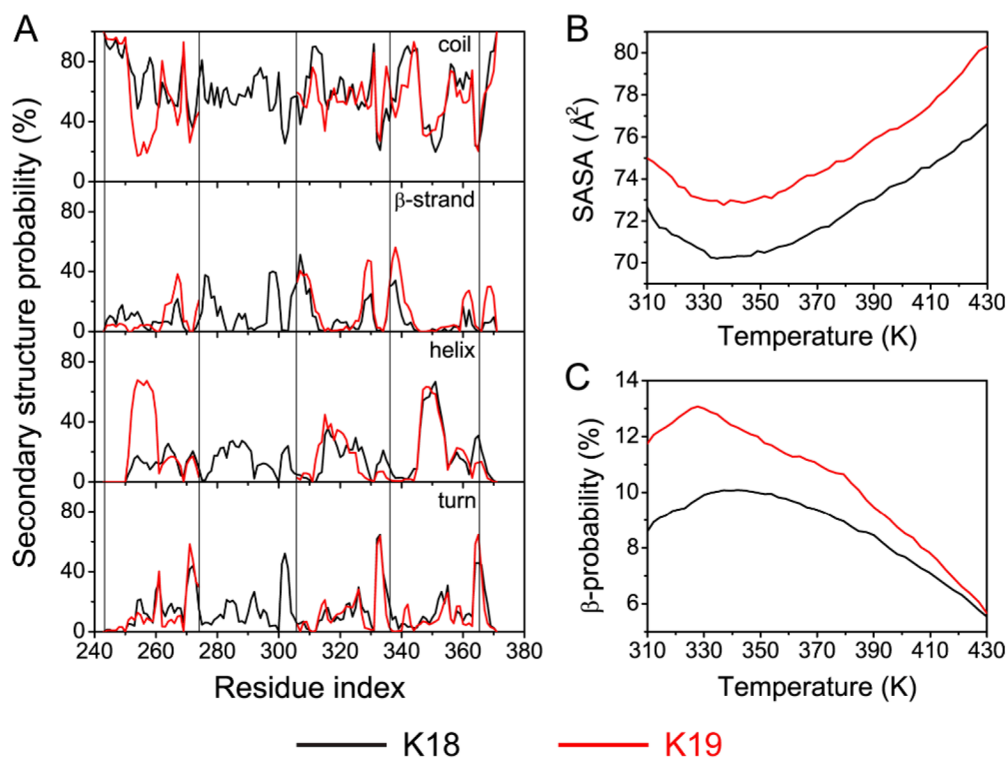 A
B
C
Secondary structure probability (%)
80
40
0
coil
80
40
0
β-strand
80
40
0
helix
80
40
0
turn
240 260 280 300 320 340 360 380
Residue index
SASA (Å²)
80
78
76
74
72
70
310 330 350 370 390 410 430
Temperature (K)
β-probability (%)
14
12
10
8
6
310 330 350 370 390 410 430
Temperature (K)
K18 K19